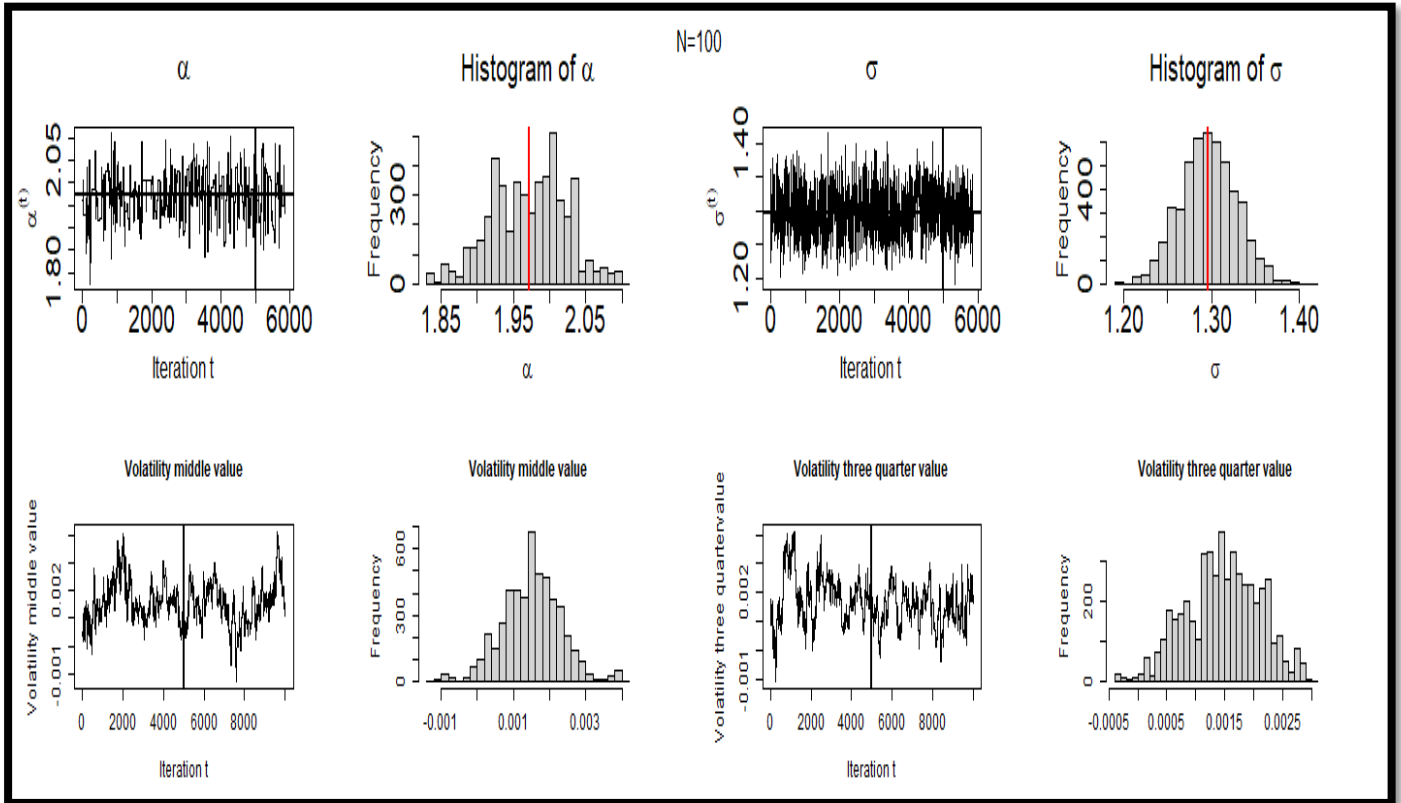 N=100
α
Histogram of α
σ
Histogram of σ
α(t)
1.80 2.05
0 2000 4000 6000
Iteration t
Frequency
0 300
1.85 1.95 2.05
α
σ(t)
1.20 1.40
0 2000 4000 6000
Iteration t
Frequency
0 400
1.20 1.30 1.40
σ
Volatility middle value
Volatility middle value
Volatility three quarter value
Volatility three quarter value
Volatility middle value
-0.001 0.002
0 2000 4000 6000 8000
Iteration t
Frequency
0 300 600
-0.001 0.001 0.003
Volatility three quartervalue
-0.001 0.002
0 2000 4000 6000 8000
Iteration t
Frequency
0 200
-0.0005 0.0005 0.0015 0.0025